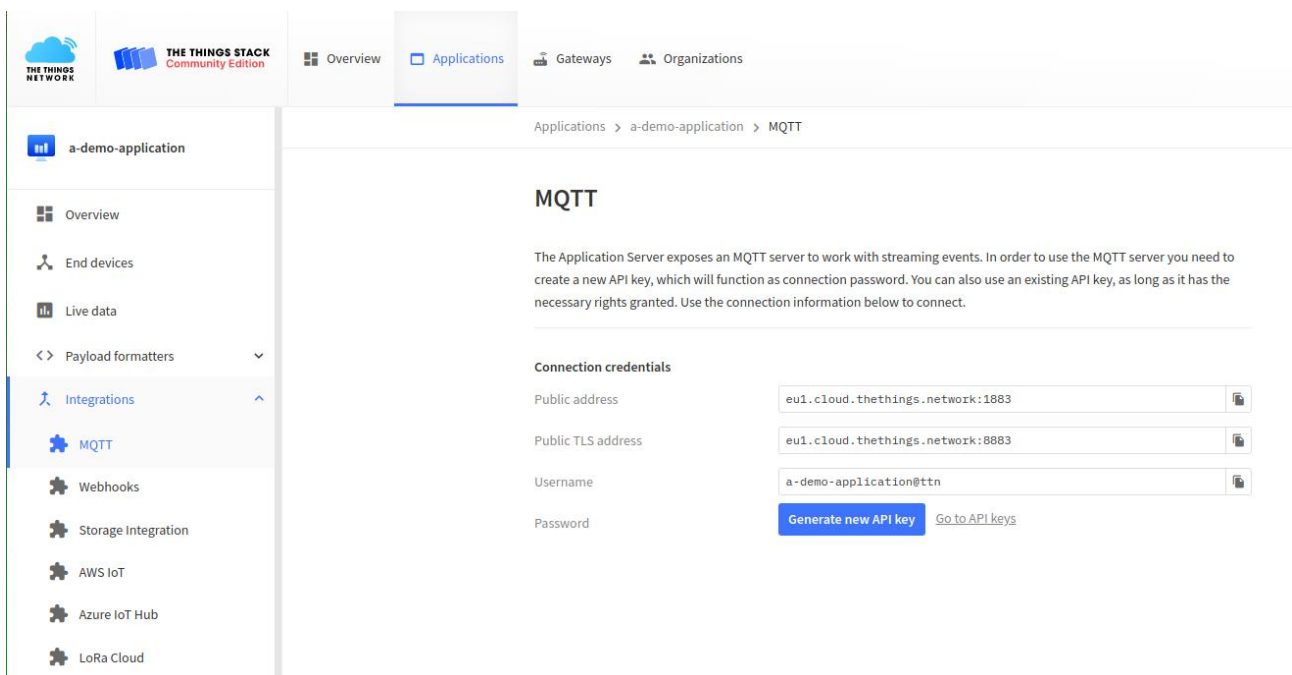 THE THINGS
NETWORK
THE THINGS STACK
Community Edition
Overview
Applications
Gateways
Organizations
a-demo-application
Overview
End devices
Live data
Payload formatters
Integrations
MQTT
Webhooks
Storage Integration
AWS IoT
Azure IoT Hub
LoRa Cloud
Applications > a-demo-application > MQTT
MQTT
The Application Server exposes an MQTT server to work with streaming events. In order to use the MQTT server you need to
create a new API key, which will function as connection password. You can also use an existing API key, as long as it has the
necessary rights granted. Use the connection information below to connect.
Connection credentials
Public address eu1.cloud.thethings.network:1883
Public TLS address eu1.cloud.thethings.network:8883
Username a-demo-application@ttn
Password Generate new API key Go to API keys